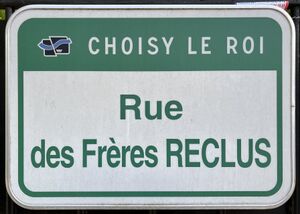 CHOISY LE ROI
Rue
des Frères RECLUS